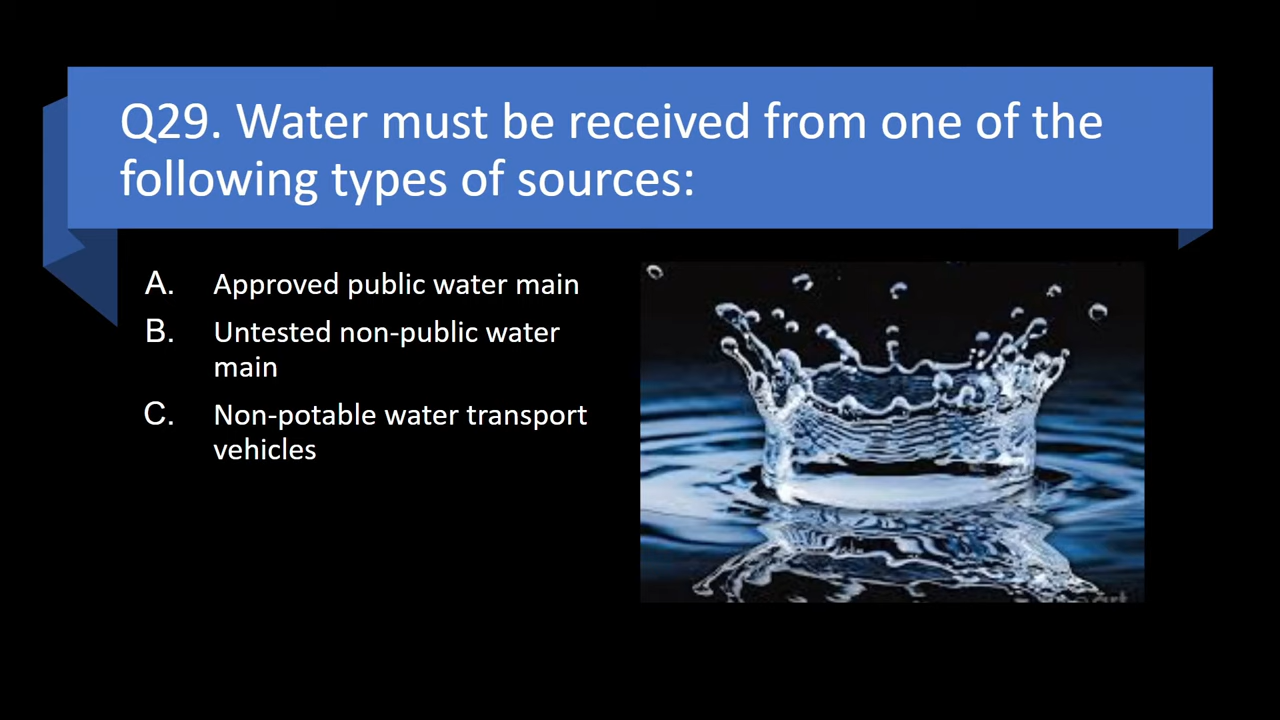 Q29. Water must be received from one of the
following types of sources:
A. Approved public water main
B. Untested non-public water
main
C. Non-potable water transport
vehicles